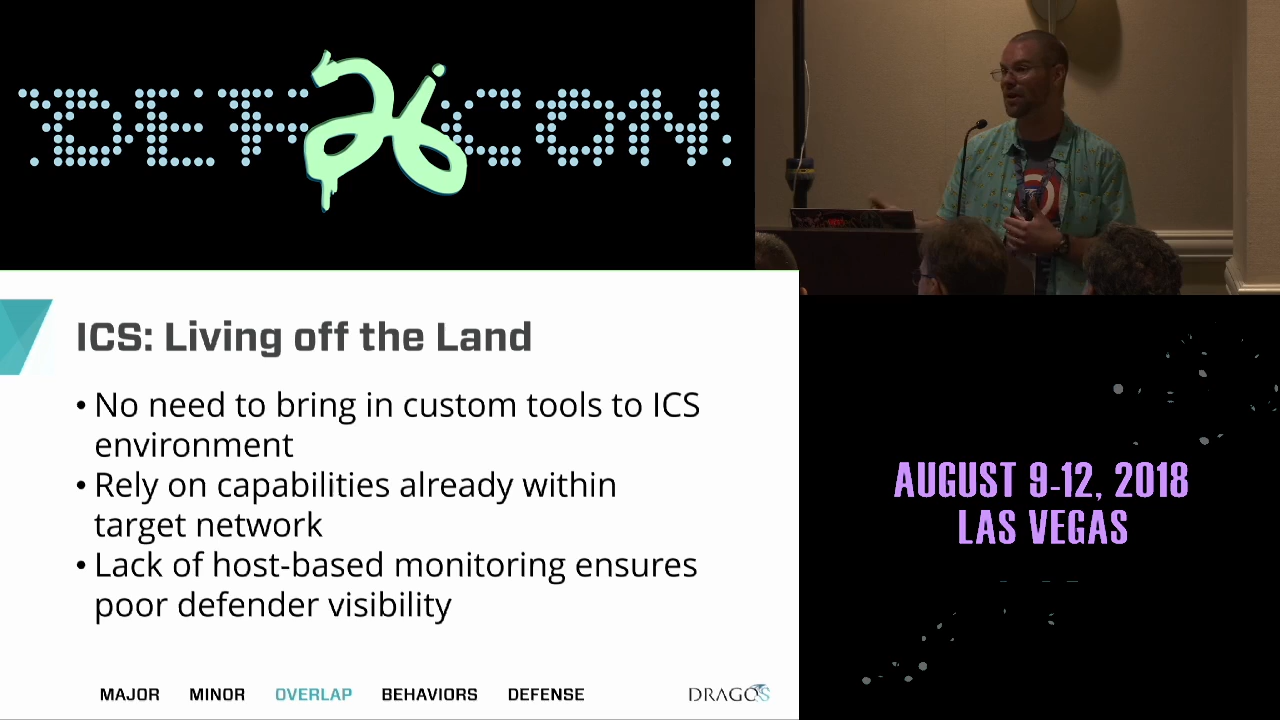 DEF 26 CON
ICS: Living off the Land
• No need to bring in custom tools to ICS
environment
• Rely on capabilities already within
target network
• Lack of host-based monitoring ensures
poor defender visibility
MAJOR MINOR OVERLAP BEHAVIORS DEFENSE
DRAGOS
AUGUST 9-12, 2018
LAS VEGAS